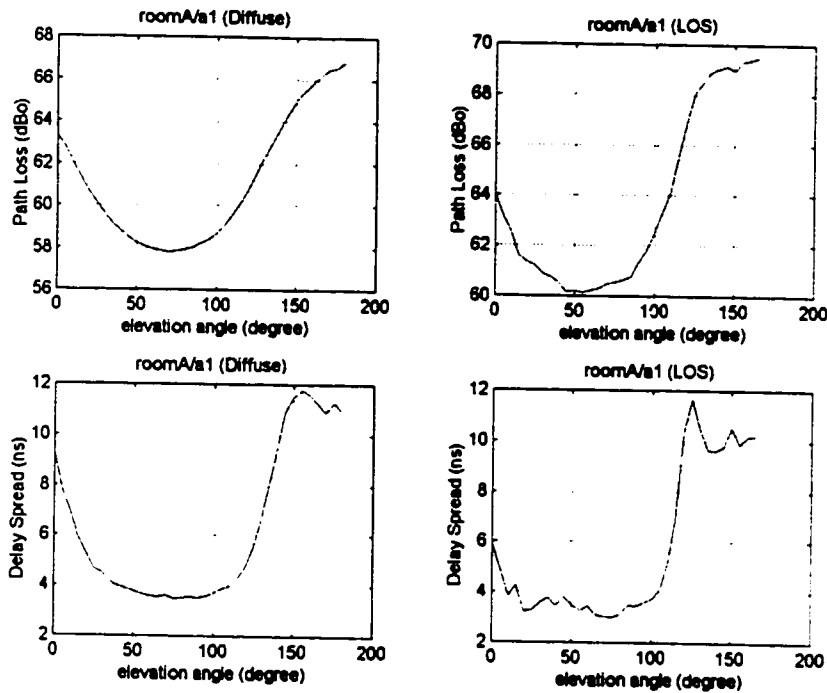 roomA/a1 (Diffuse)
68
66
64
62
60
58
56
Path Loss (dBo)
0 50 100 150 200
elevation angle (degree)
roomA/a1 (LOS)
70
68
66
64
62
60
Path Loss (dBo)
0 50 100 150 200
elevation angle (degree)
roomA/a1 (Diffuse)
12
10
8
6
4
2
Delay Spread (ns)
0 50 100 150 200
elevation angle (degree)
roomA/a1 (LOS)
12
10
8
6
4
2
Delay Spread (ns)
0 50 100 150 200
elevation angle (degree)